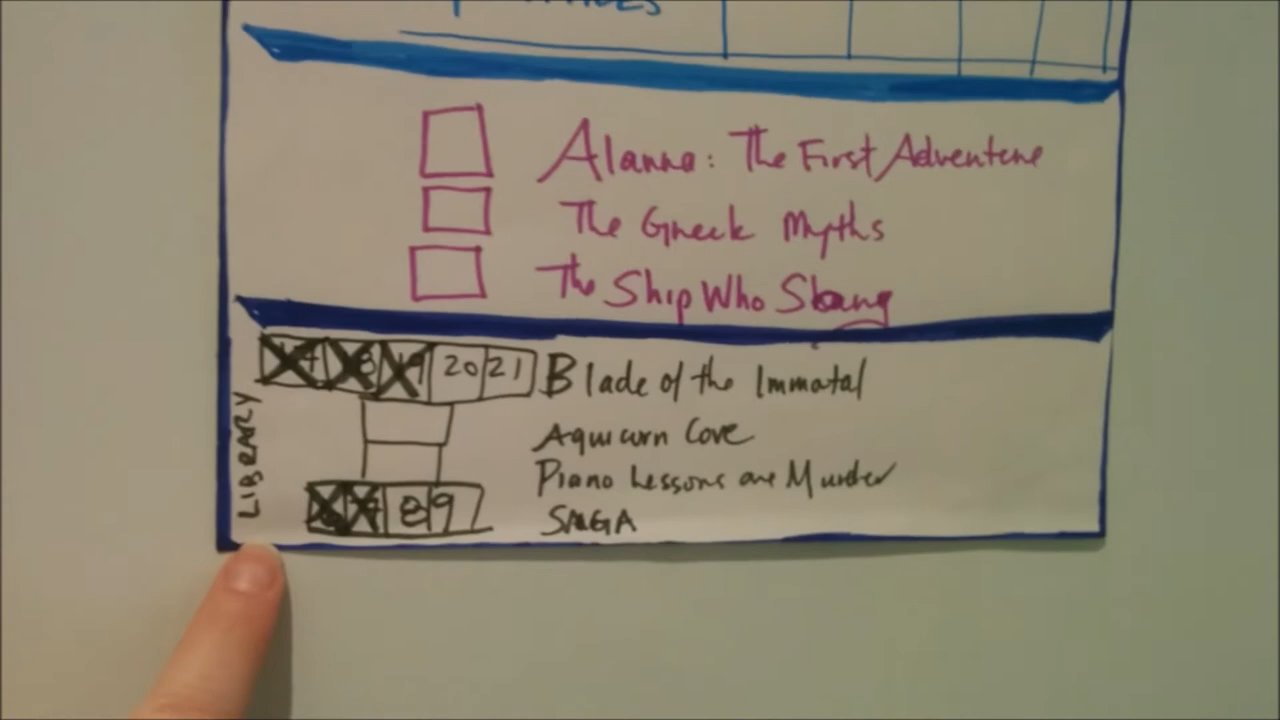 Alanna: The First Adventure
The Greek Myths
The Ship Who Sang
20 21 Blade of the Immortal
Aquicurn Cove
Piano Lessons are Murder
8 9 SAGA
LIBRARY